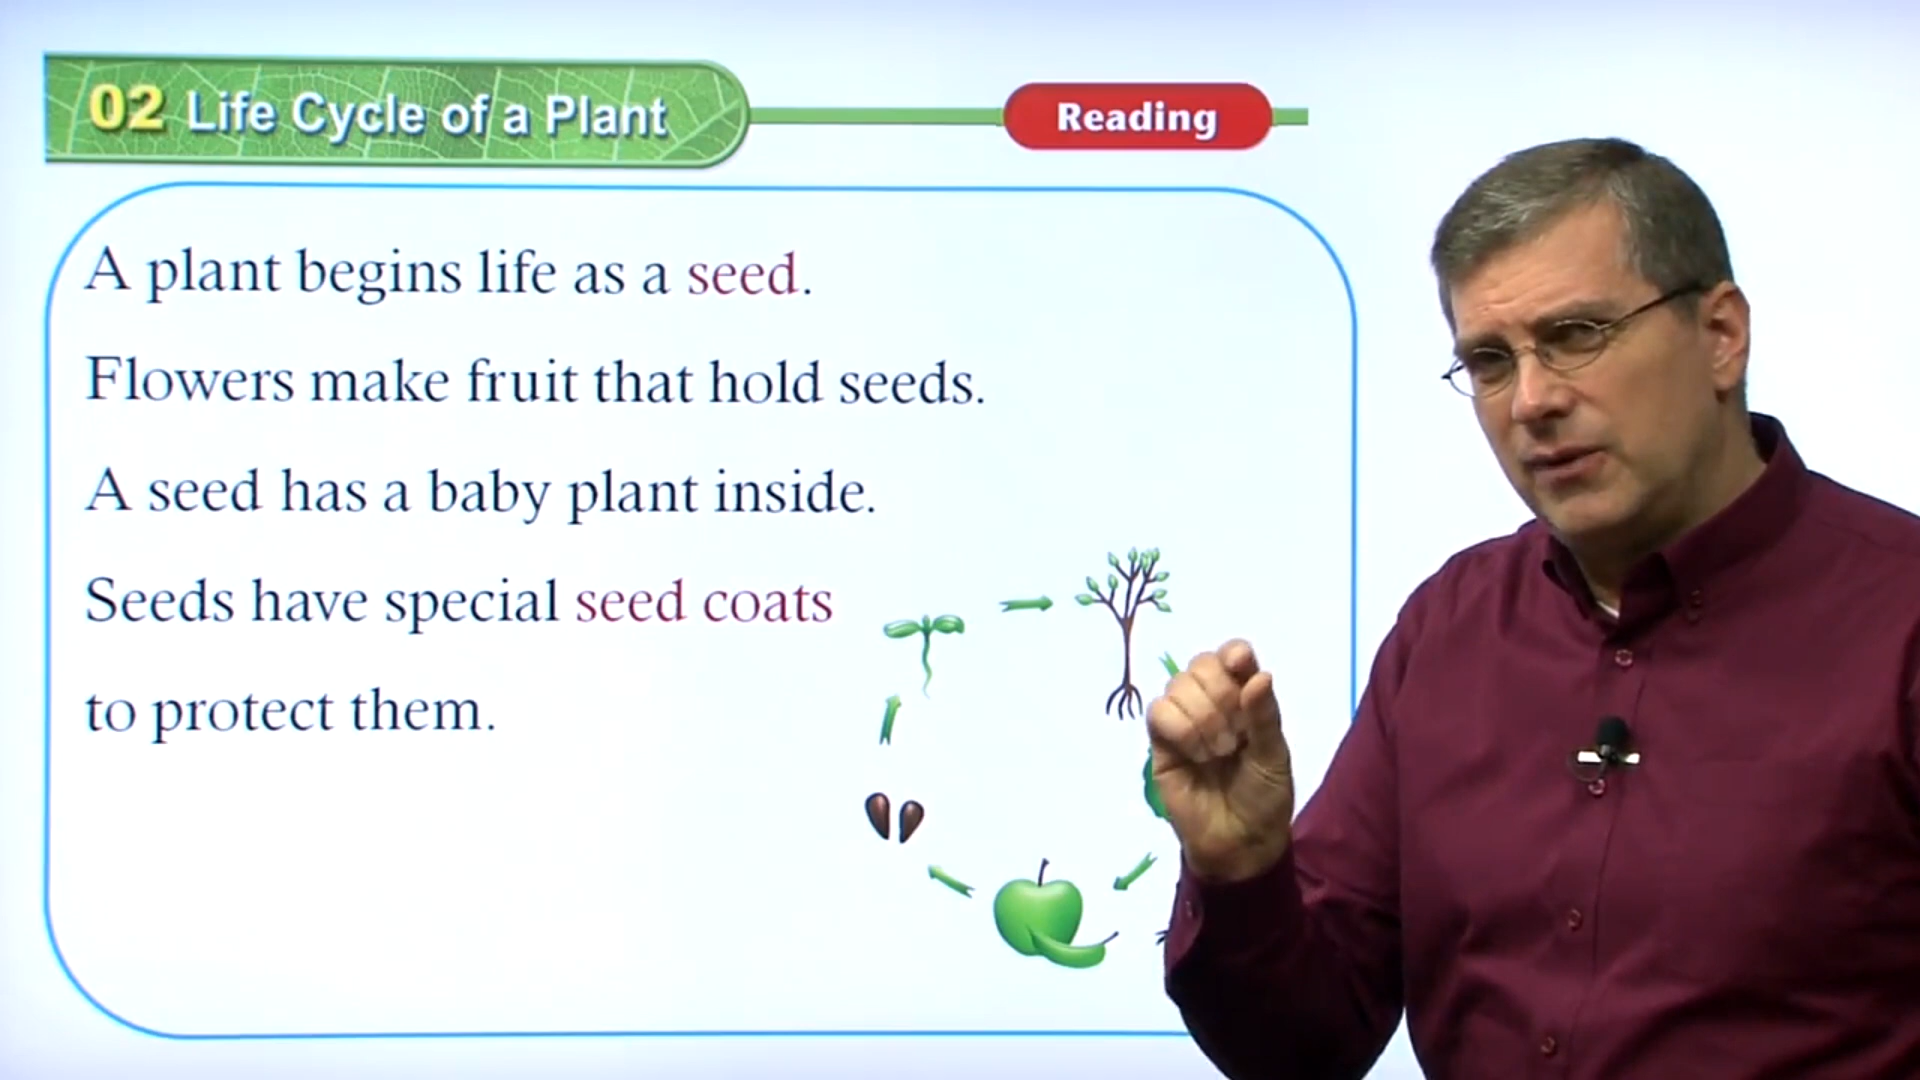 02 Life Cycle of a Plant
Reading
A plant begins life as a seed.
Flowers make fruit that hold seeds.
A seed has a baby plant inside.
Seeds have special seed coats
to protect them.